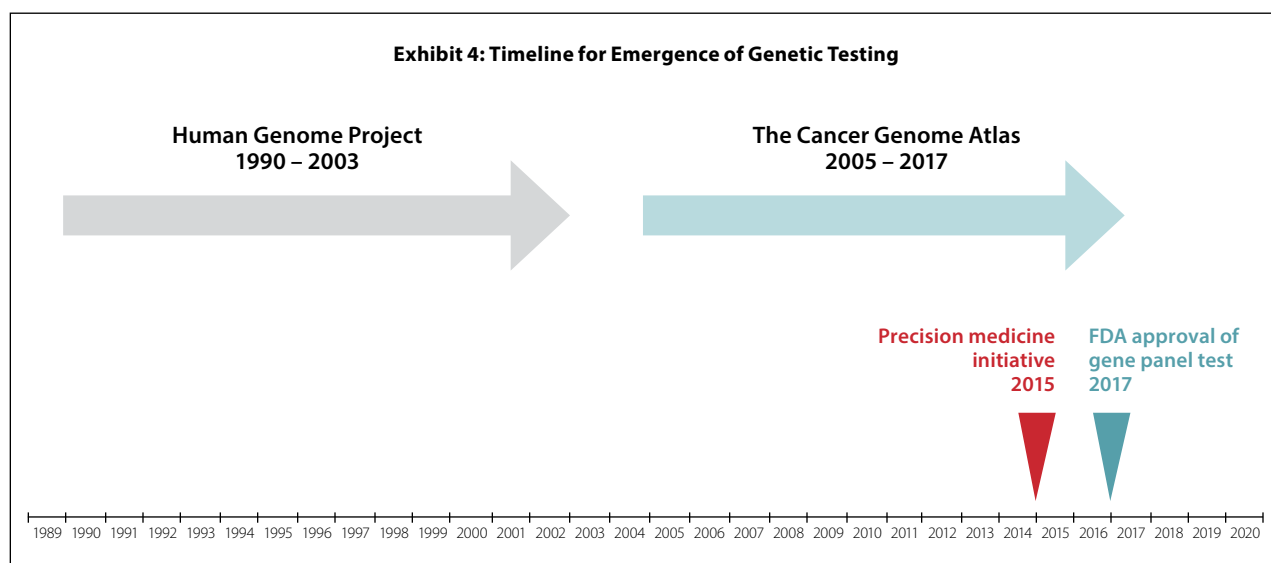 Exhibit 4: Timeline for Emergence of Genetic Testing
Human Genome Project
1990 – 2003
The Cancer Genome Atlas
2005 – 2017
Precision medicine
initiative
2015
FDA approval of
gene panel test
2017
1989 1990 1991 1992 1993 1994 1995 1996 1997 1998 1999 2000 2001 2002 2003 2004 2005 2006 2007 2008 2009 2010 2011 2012 2013 2014 2015 2016 2017 2018 2019 2020